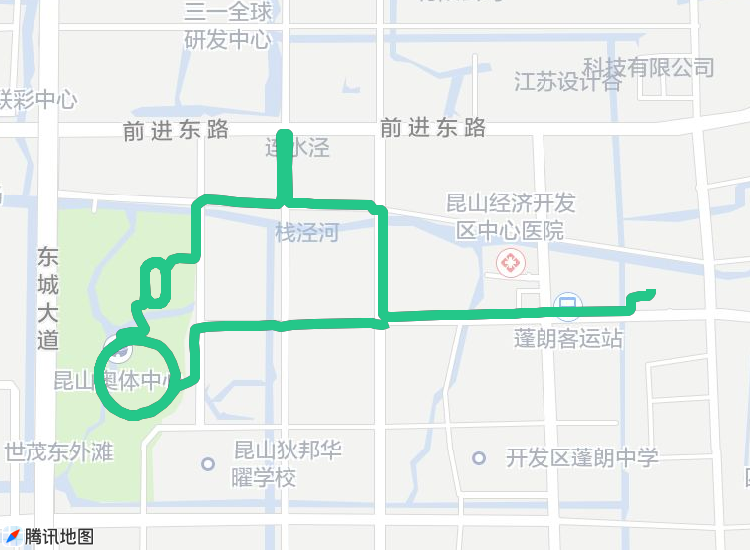 三一全球
研发中心
科技有限公司
江苏设计谷
联彩中心
前进东路
前进东路
连水泾
昆山经济开发
区中心医院
栈泾河
东城大道
蓬朗客运站
昆山奥体中心
世茂东外滩
昆山狄邦华
曜学校
开发区蓬朗中学
腾讯地图